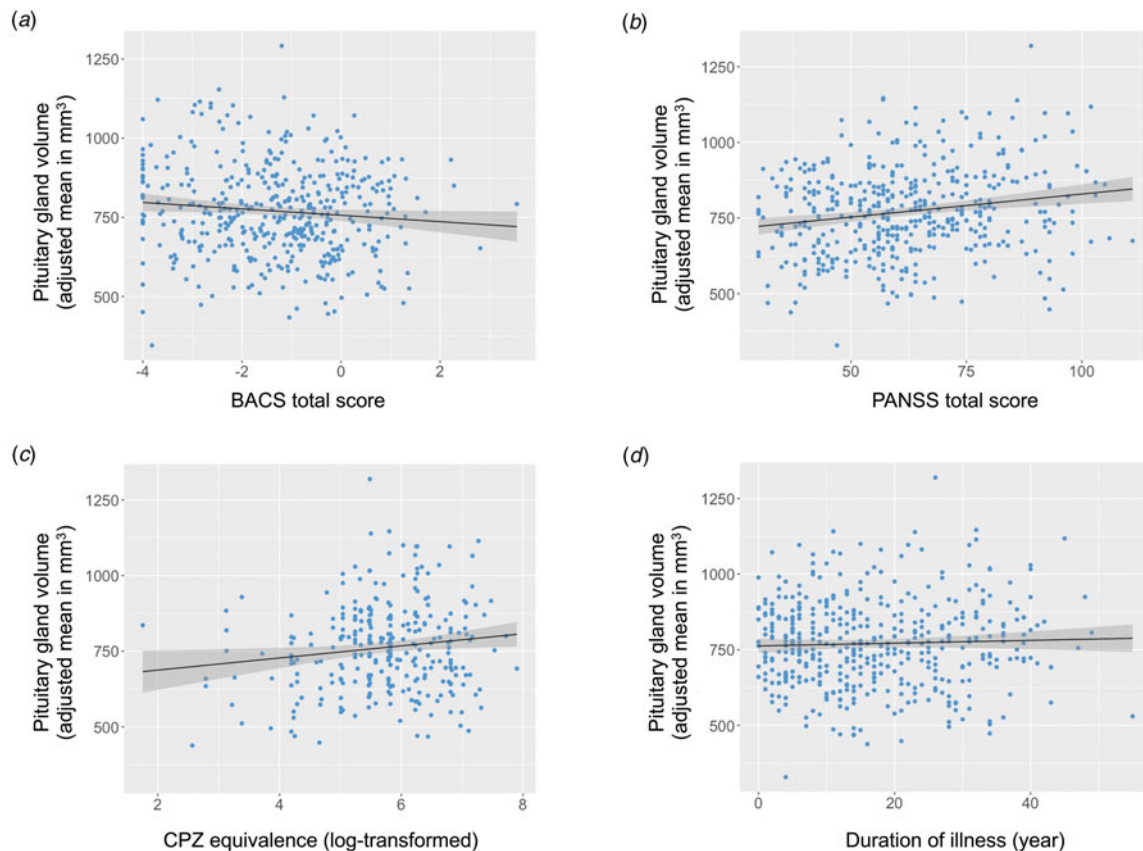 (a)
Pituitary gland volume
(adjusted mean in mm³)
1250
1000
750
500
-4
-2
0
2
BACS total score
(b)
Pituitary gland volume
(adjusted mean in mm³)
1250
1000
750
500
50
75
100
PANSS total score
(c)
Pituitary gland volume
(adjusted mean in mm³)
1250
1000
750
500
2
4
6
8
CPZ equivalence (log-transformed)
(d)
Pituitary gland volume
(adjusted mean in mm³)
1250
1000
750
500
0
20
40
Duration of illness (year)